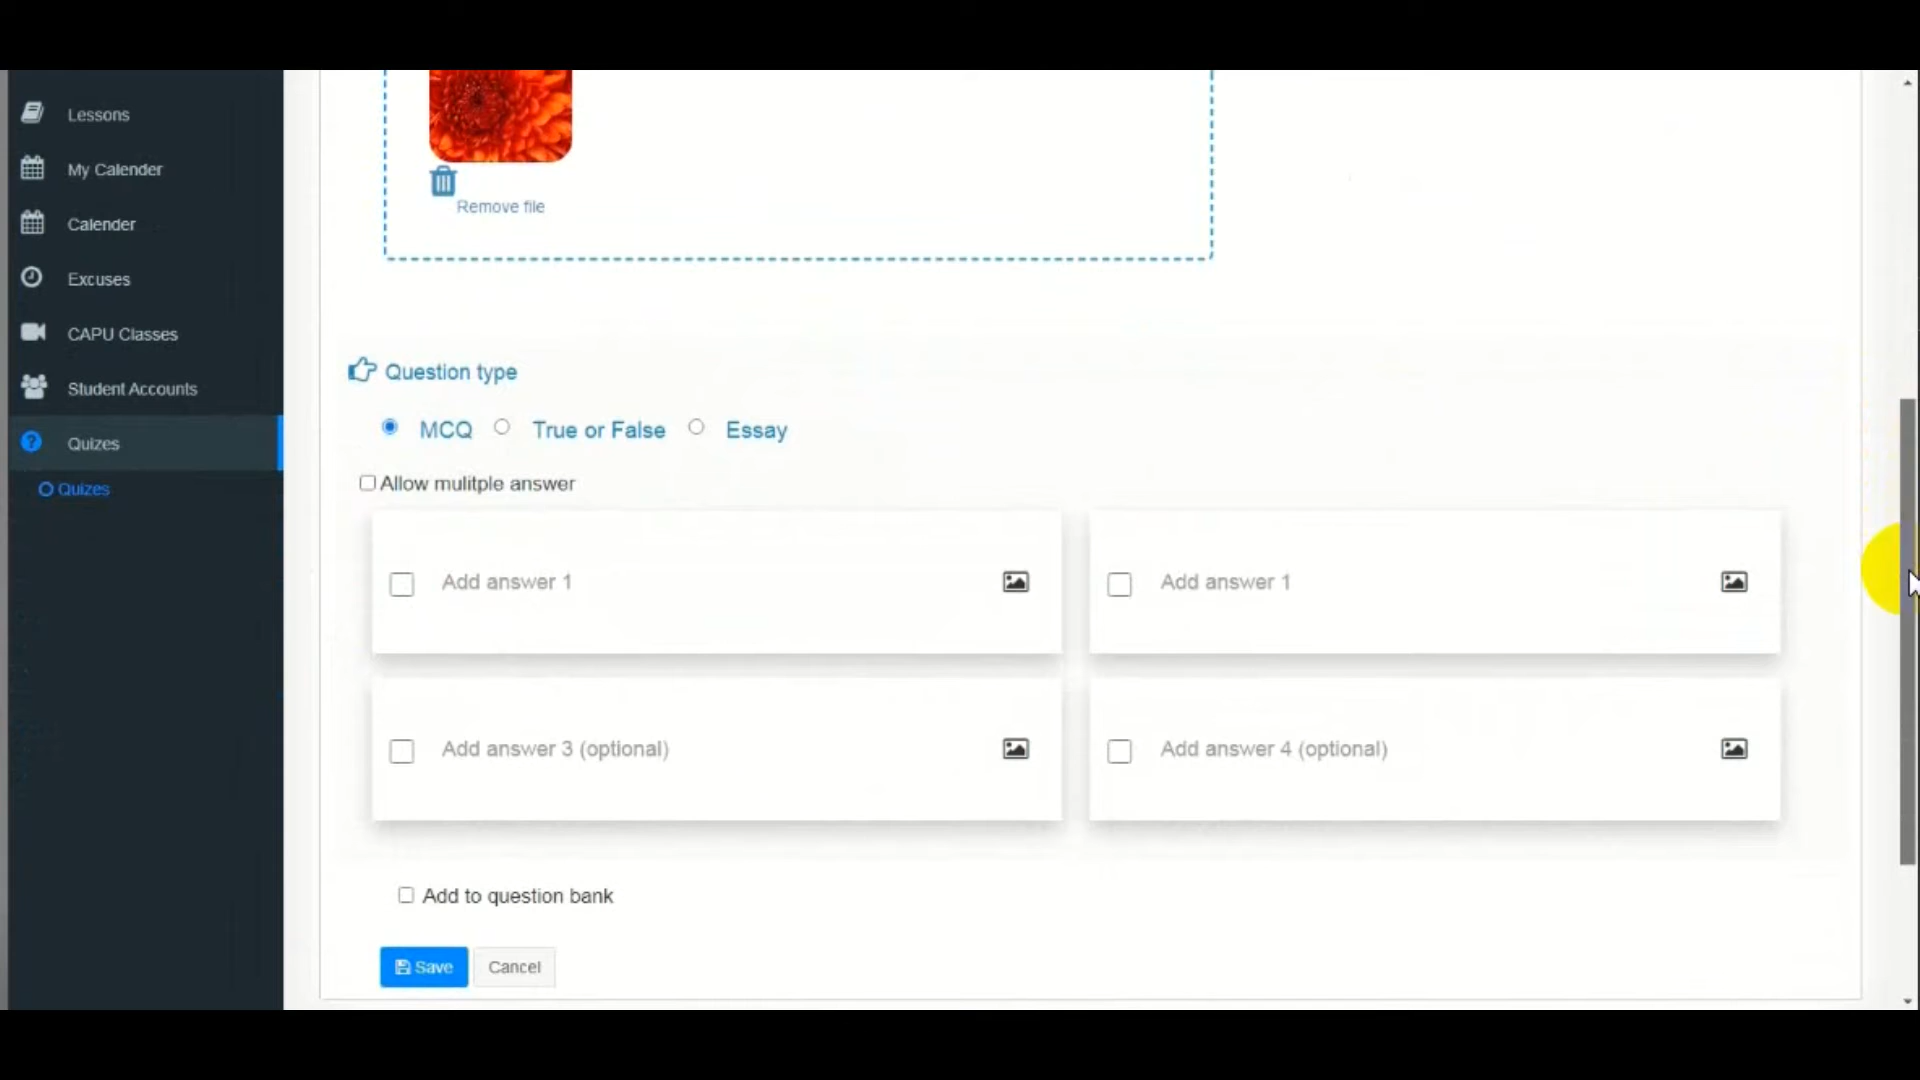 Lessons
My Calender
Calender
Excuses
CAPU Classes
Student Accounts
Quizes
Quizes
Remove file
Question type
MCQ True or False Essay
Allow mulitple answer
Add answer 1
Add answer 1
Add answer 3 (optional)
Add answer 4 (optional)
Add to question bank
Save Cancel